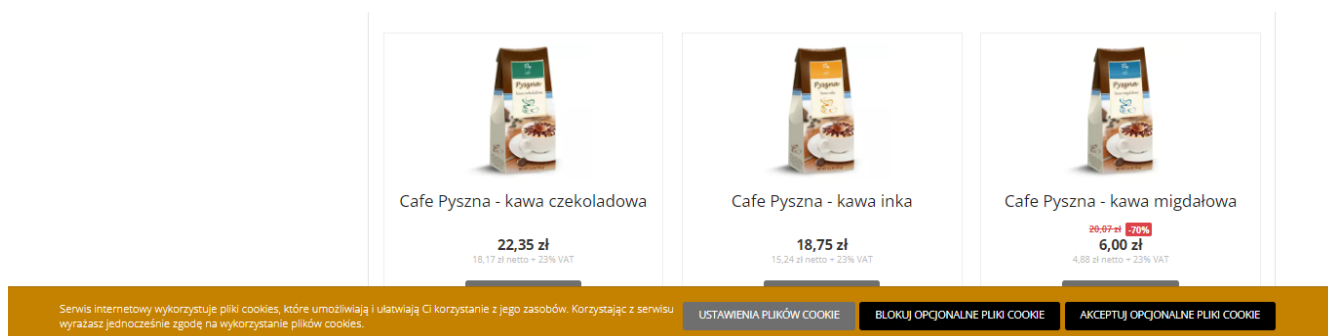 Pyszna
Pyszna
Pyszna
Cafe Pyszna - kawa czekoladowa
Cafe Pyszna - kawa inka
Cafe Pyszna - kawa migdałowa
20,07 zł -70%
22,35 zł
18,75 zł
6,00 zł
18,17 zł netto + 23% VAT
15,24 zł netto + 23% VAT
4,88 zł netto + 23% VAT
Serwis internetowy wykorzystuje pliki cookies, które umożliwiają i ułatwiają Ci korzystanie z jego zasobów. Korzystając z serwisu
wyrażasz jednocześnie zgodę na wykorzystanie plików cookies.
USTAWIENIA PLIKÓW COOKIE
BLOKUJ OPCJONALNE PLIKI COOKIE
AKCEPTUJ OPCJONALNE PLIKI COOKIE